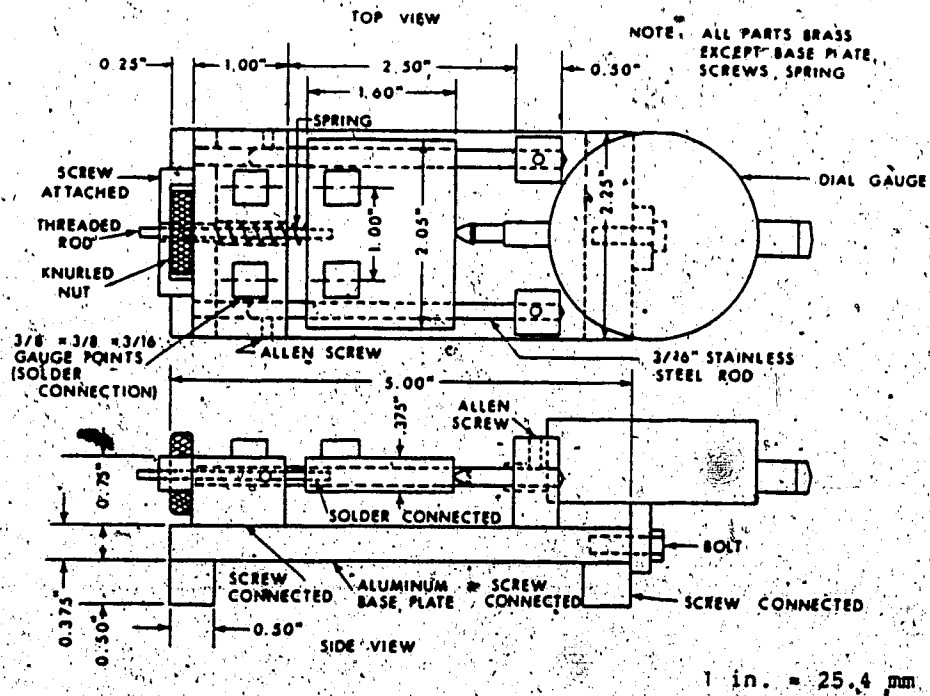 TOP VIEW
NOTE: ALL PARTS BRASS
EXCEPT BASE PLATE,
SCREWS, SPRING
0.25"
1.00"
2.50"
0.50"
1.60"
SPRING
SCREW
ATTACHED
THREADED
ROD
KNURLED
NUT
1.00"
2.05"
2.25"
DIAL GAUGE
3/8 × 3/8 × 3/16
GAUGE POINTS
(SOLDER
CONNECTION)
ALLEN SCREW
3/16" STAINLESS
STEEL ROD
5.00"
.375"
ALLEN
SCREW
0.75"
SOLDER CONNECTED
BOLT
SCREW
CONNECTED
ALUMINUM
BASE PLATE
SCREW
CONNECTED
SCREW CONNECTED
0.375"
0.50"
0.50"
SIDE VIEW
1 in. = 25.4 mm